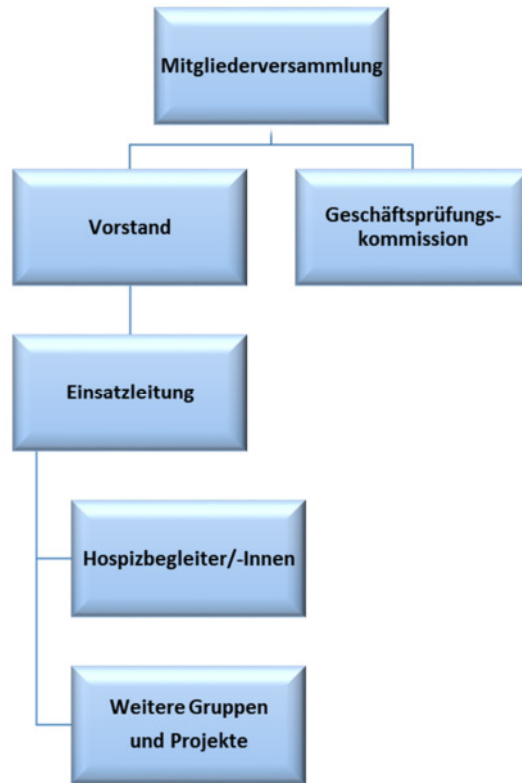 Mitgliederversammlung
Vorstand
Geschäftsprüfungs-
kommission
Einsatzleitung
Hospizbegleiter/-Innen
Weitere Gruppen
und Projekte